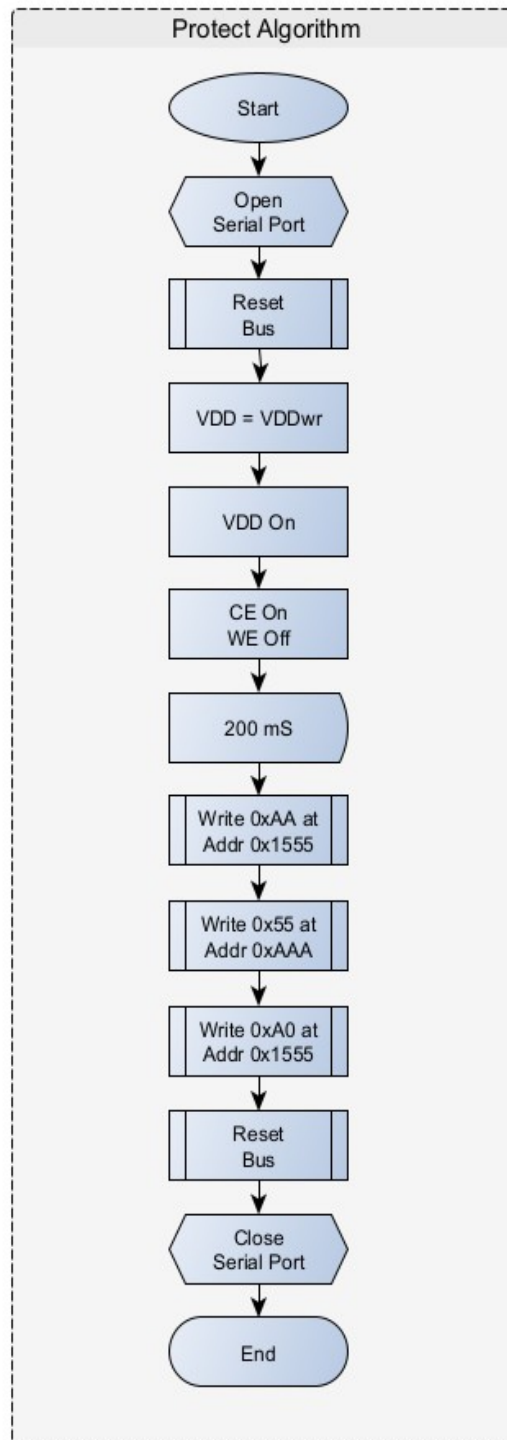 Protect Algorithm
Start
Open
Serial Port
Reset
Bus
VDD = VDDwr
VDD On
CE On
WE Off
200 mS
Write 0xAA at
Addr 0x1555
Write 0x55 at
Addr 0xAAA
Write 0xA0 at
Addr 0x1555
Reset
Bus
Close
Serial Port
End